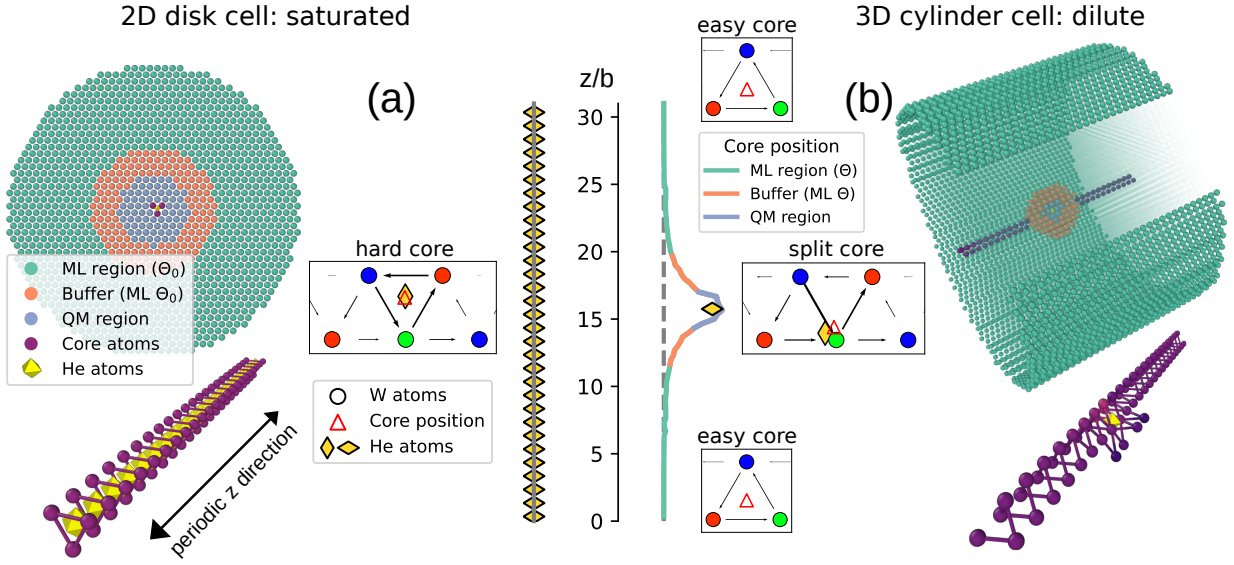 2D disk cell: saturated
3D cylinder cell: dilute
(a)
(b)
ML region (Θ₀)
Buffer (ML Θ₀)
QM region
Core atoms
He atoms
periodic z direction
hard core
W atoms
Core position
He atoms
z/b
30
25
20
15
10
5
0
easy core
Core position
ML region (Θ)
Buffer (ML Θ)
QM region
split core
easy core